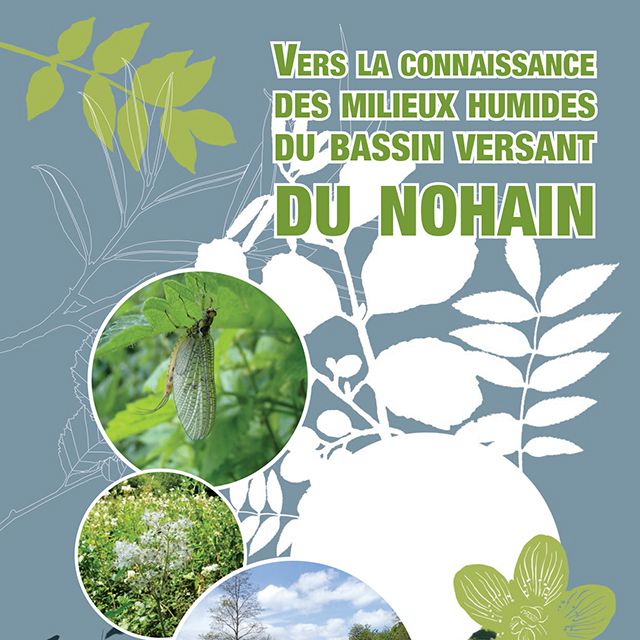 VERS LA CONNAISSANCE
DES MILIEUX HUMIDES
DU BASSIN VERSANT
DU NOHAIN